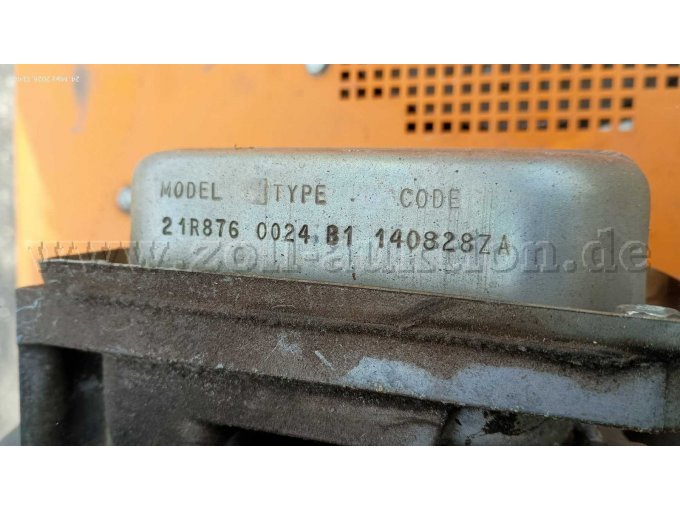 MODEL TYPE CODE
21R876 0024 B1 140828ZA
www.zoll-auktion.de